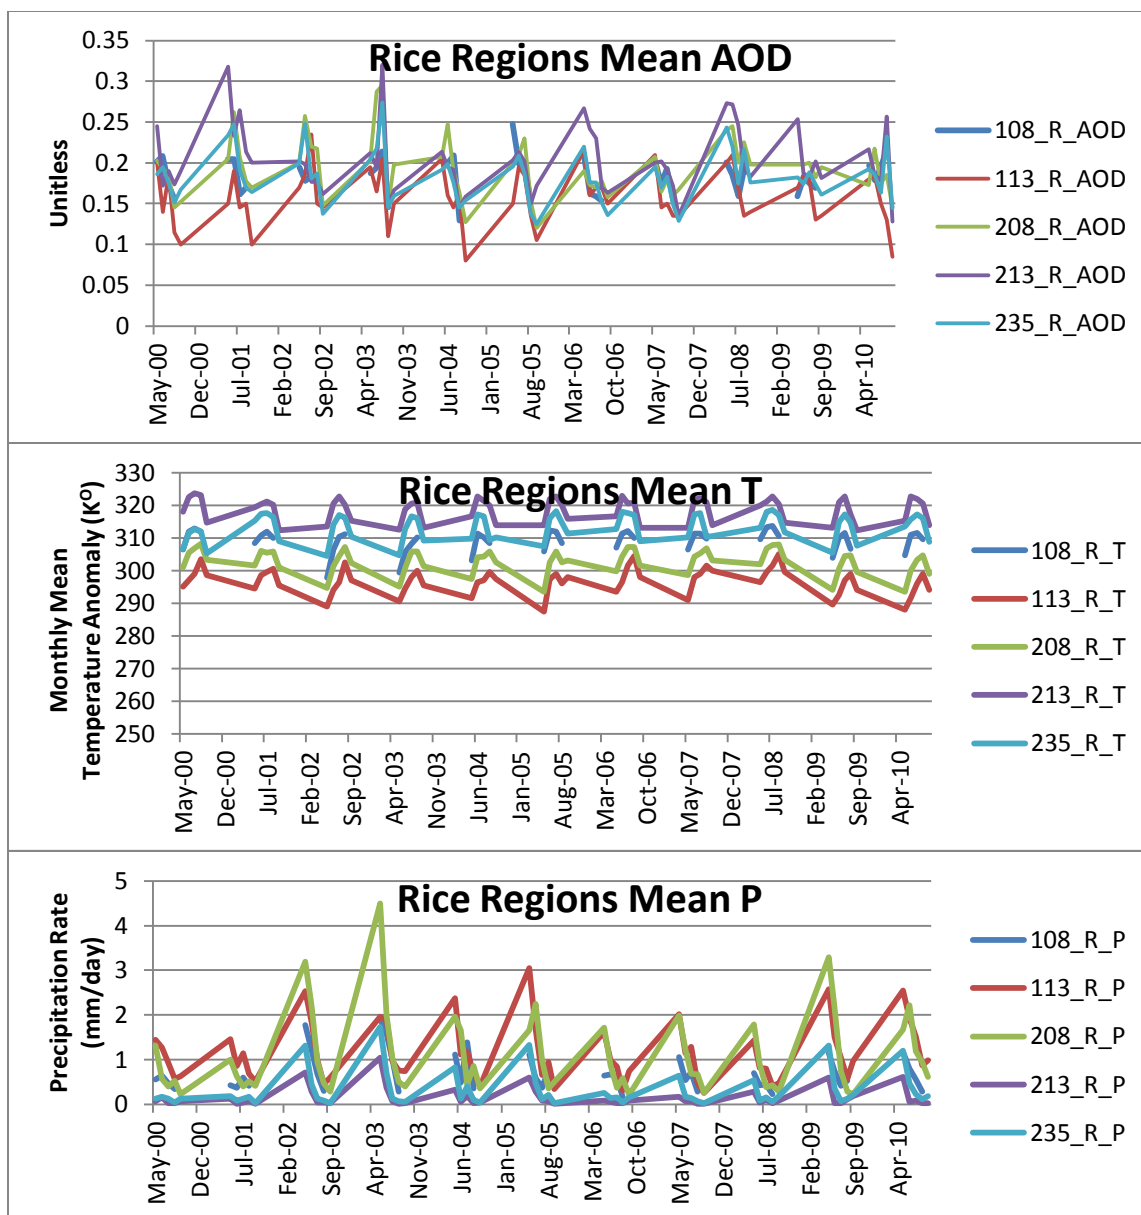 Rice Regions Mean AOD
Unitless
0.35
0.3
0.25
0.2
0.15
0.1
0.05
0
May-00
Dec-00
Jul-01
Feb-02
Sep-02
Apr-03
Nov-03
Jun-04
Jan-05
Aug-05
Mar-06
Oct-06
May-07
Dec-07
Jul-08
Feb-09
Sep-09
Apr-10
108_R_AOD
113_R_AOD
208_R_AOD
213_R_AOD
235_R_AOD
Rice Regions Mean T
Monthly Mean
Temperature Anomaly (K⁰)
330
320
310
300
290
280
270
260
250
May-00
Dec-00
Jul-01
Feb-02
Sep-02
Apr-03
Nov-03
Jun-04
Jan-05
Aug-05
Mar-06
Oct-06
May-07
Dec-07
Jul-08
Feb-09
Sep-09
Apr-10
108_R_T
113_R_T
208_R_T
213_R_T
235_R_T
Rice Regions Mean P
Precipitation Rate
(mm/day)
5
4
3
2
1
0
May-00
Dec-00
Jul-01
Feb-02
Sep-02
Apr-03
Nov-03
Jun-04
Jan-05
Aug-05
Mar-06
Oct-06
May-07
Dec-07
Jul-08
Feb-09
Sep-09
Apr-10
108_R_P
113_R_P
208_R_P
213_R_P
235_R_P